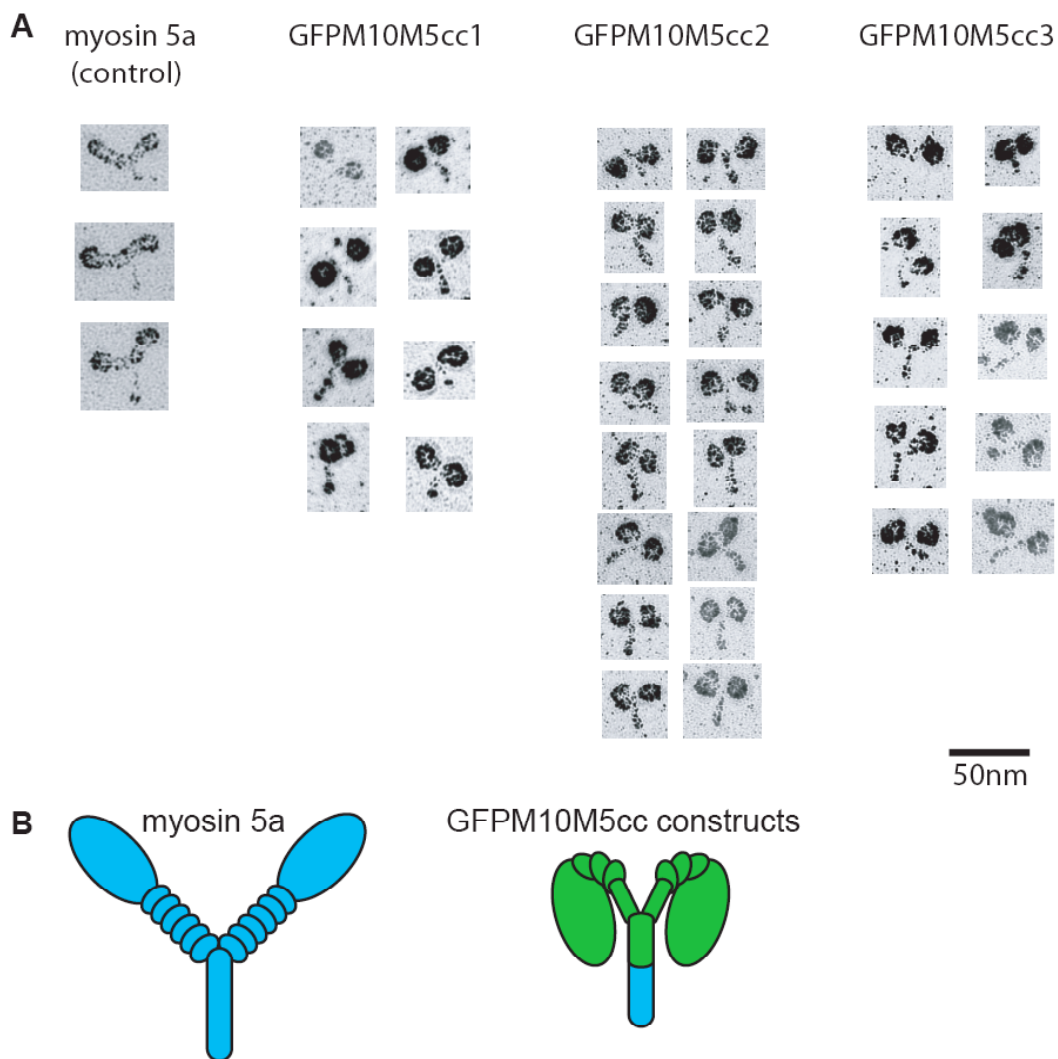 A
myosin 5a
(control)
GFPM10M5cc1
GFPM10M5cc2
GFPM10M5cc3
50nm
B
myosin 5a
GFPM10M5cc constructs